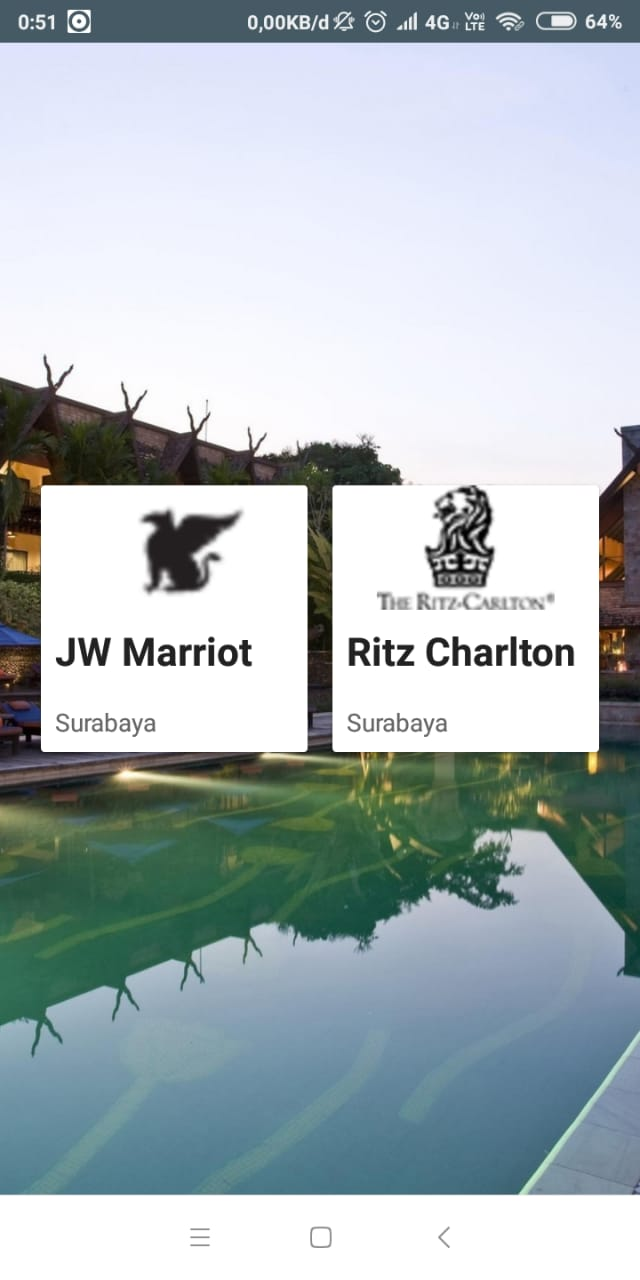 0:51 0,00KB/d 4G Vo)) LTE 64%
THE RITZ-CARLTON®
JW Marriot Ritz Charlton
Surabaya Surabaya